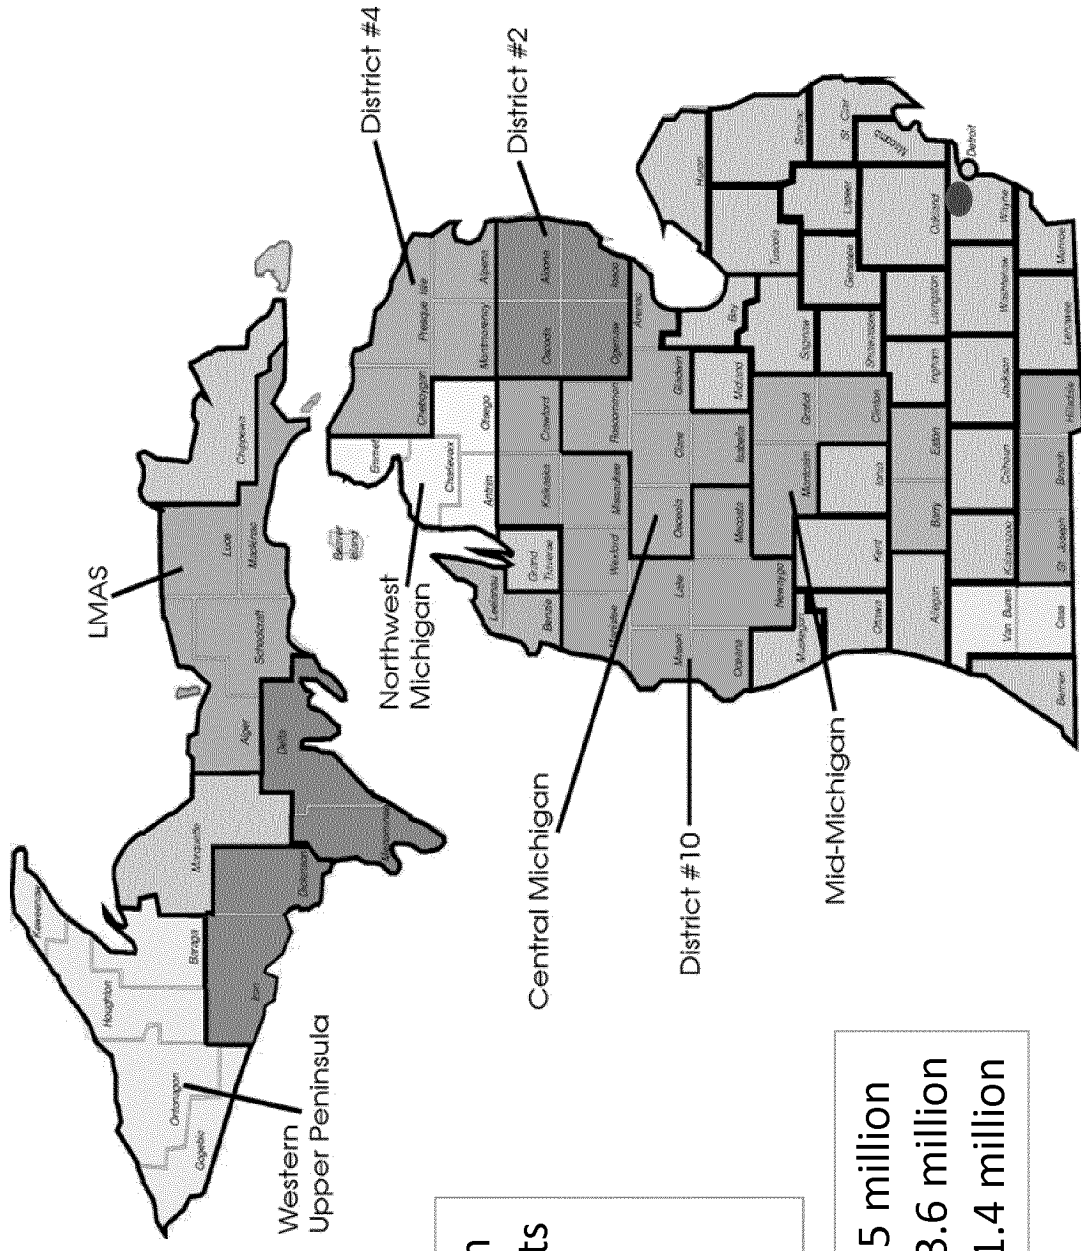 Western
Upper Peninsula
LMAS
Northwest
Michigan
District #4
District #2
Central Michigan
District #10
Mid-Michigan
Keweenaw
Houghton
Ontonagon
Gogebic
Baraga
Iron
Marquette
Dickinson
Menominee
Delta
Alger
Schoolcraft
Luce
Mackinac
Chippewa
Beaver
Island
Emmet
Charlevoix
Antrim
Otsego
Cheboygan
Presque Isle
Montmorency
Alpena
Leelanau
Benzie
Grand
Traverse
Kalkaska
Crawford
Oscoda
Alcona
Manistee
Wexford
Missaukee
Roscommon
Ogemaw
Iosco
Mason
Lake
Osceola
Clare
Gladwin
Arenac
Oceana
Newaygo
Mecosta
Isabella
Midland
Bay
Huron
Muskegon
Montcalm
Gratiot
Saginaw
Tuscola
Sanilac
Ottawa
Kent
Ionia
Clinton
Shiawassee
Genesee
Lapeer
St. Clair
Allegan
Barry
Eaton
Ingham
Livingston
Oakland
Macomb
Detroit
Van Buren
Kalamazoo
Calhoun
Jackson
Washtenaw
Wayne
Berrien
Cass
St. Joseph
Branch
Hillsdale
Lenawee
Monroe
n
ts
5 million
3.6 million
1.4 million